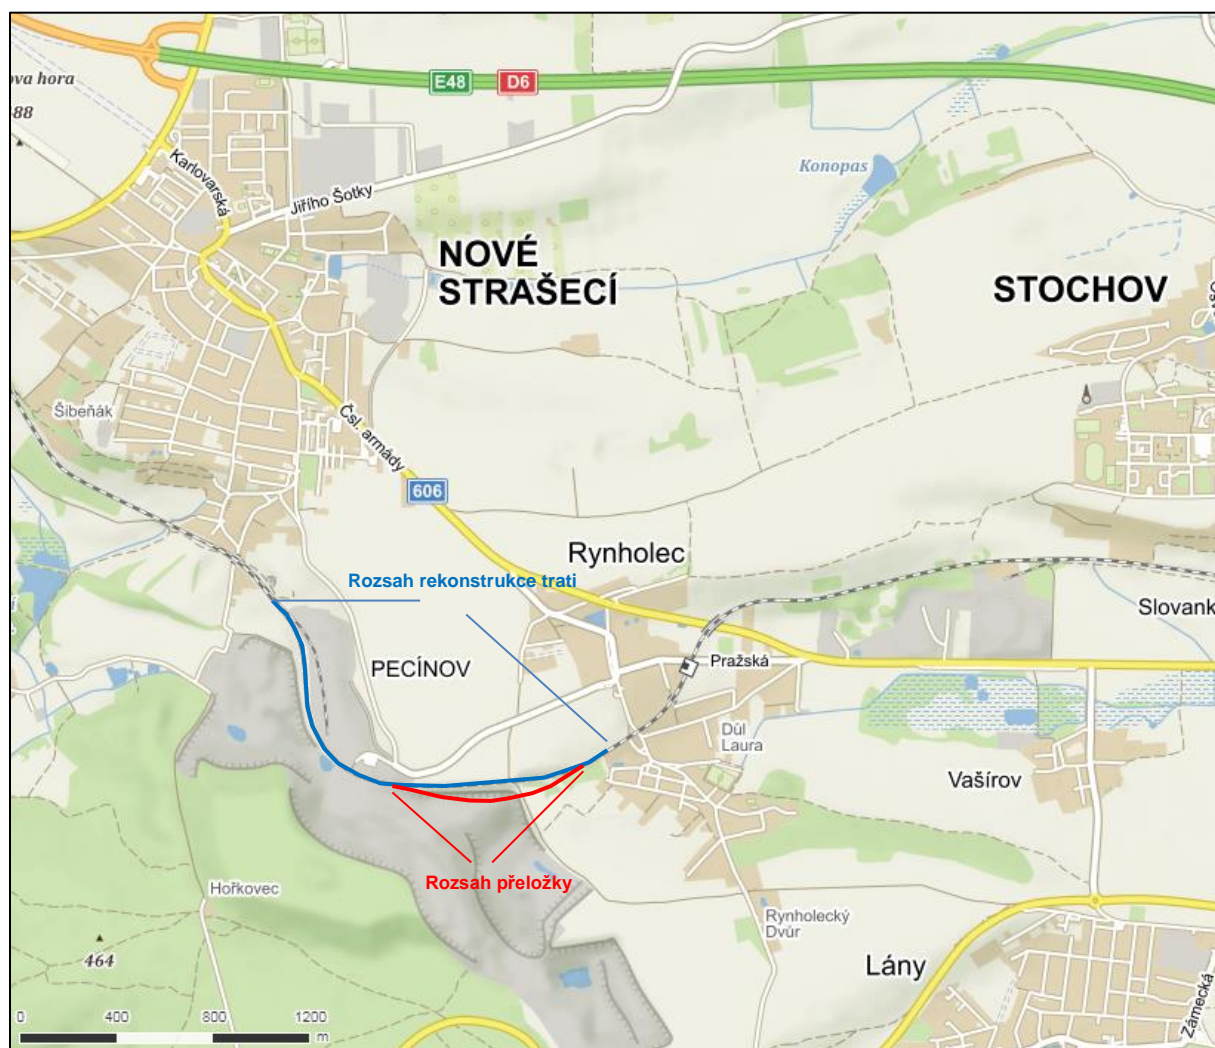 E48
D6
ova hora
488
Karlovarská
Jiřího Šotky
Konopas
NOVÉ
STRAŠECÍ
STOCHOV
Šibeňák
Čsl. armády
606
Rynholec
Rozsah rekonstrukce trati
Slovank
PECÍNOV
Pražská
Důl
Laura
Vašírov
Rozsah přeložky
Hořkovec
Rynholecký
Dvůr
464
Lány
Zámecká
0 400 800 1200
m